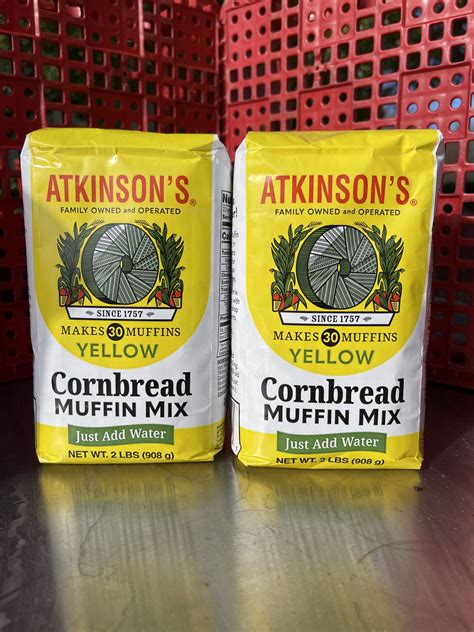 ATKINSON'S®
FAMILY OWNED and OPERATED
SINCE 1757
MAKES 30 MUFFINS
YELLOW
Cornbread
MUFFIN MIX
Just Add Water
NET WT. 2 LBS (908 g)
ATKINSON'S®
FAMILY OWNED and OPERATED
SINCE 1757
MAKES 30 MUFFINS
YELLOW
Cornbread
MUFFIN MIX
Just Add Water
NET WT. 2 LBS (908 g)